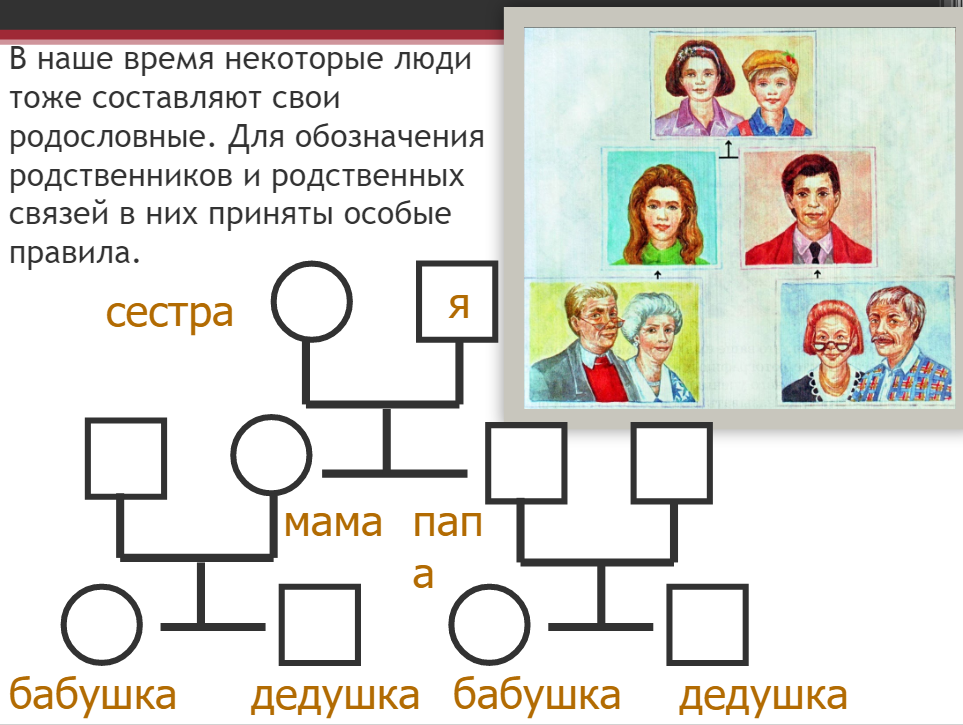 В наше время некоторые люди
тоже составляют свои
родословные. Для обозначения
родственников и родственных
связей в них приняты особые
правила.
сестра
я
мама
пап
а
бабушка
дедушка
бабушка
дедушка